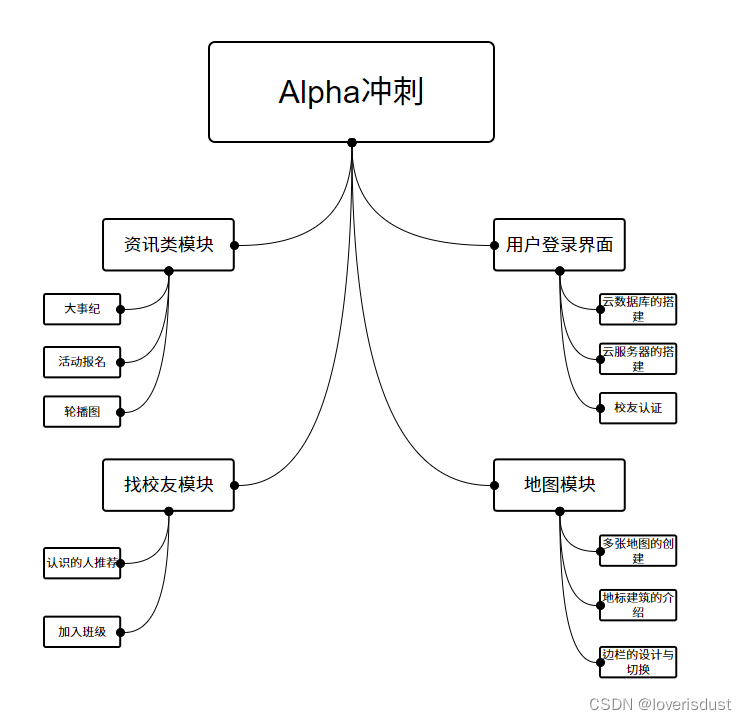 Alpha冲刺
资讯类模块
大事纪
活动报名
轮播图
用户登录界面
云数据库的搭
建
云服务器的搭
建
校友认证
找校友模块
认识的人推荐
加入班级
地图模块
多张地图的创
建
地标建筑的介
绍
边栏的设计与
切换
CSDN @loverisdust